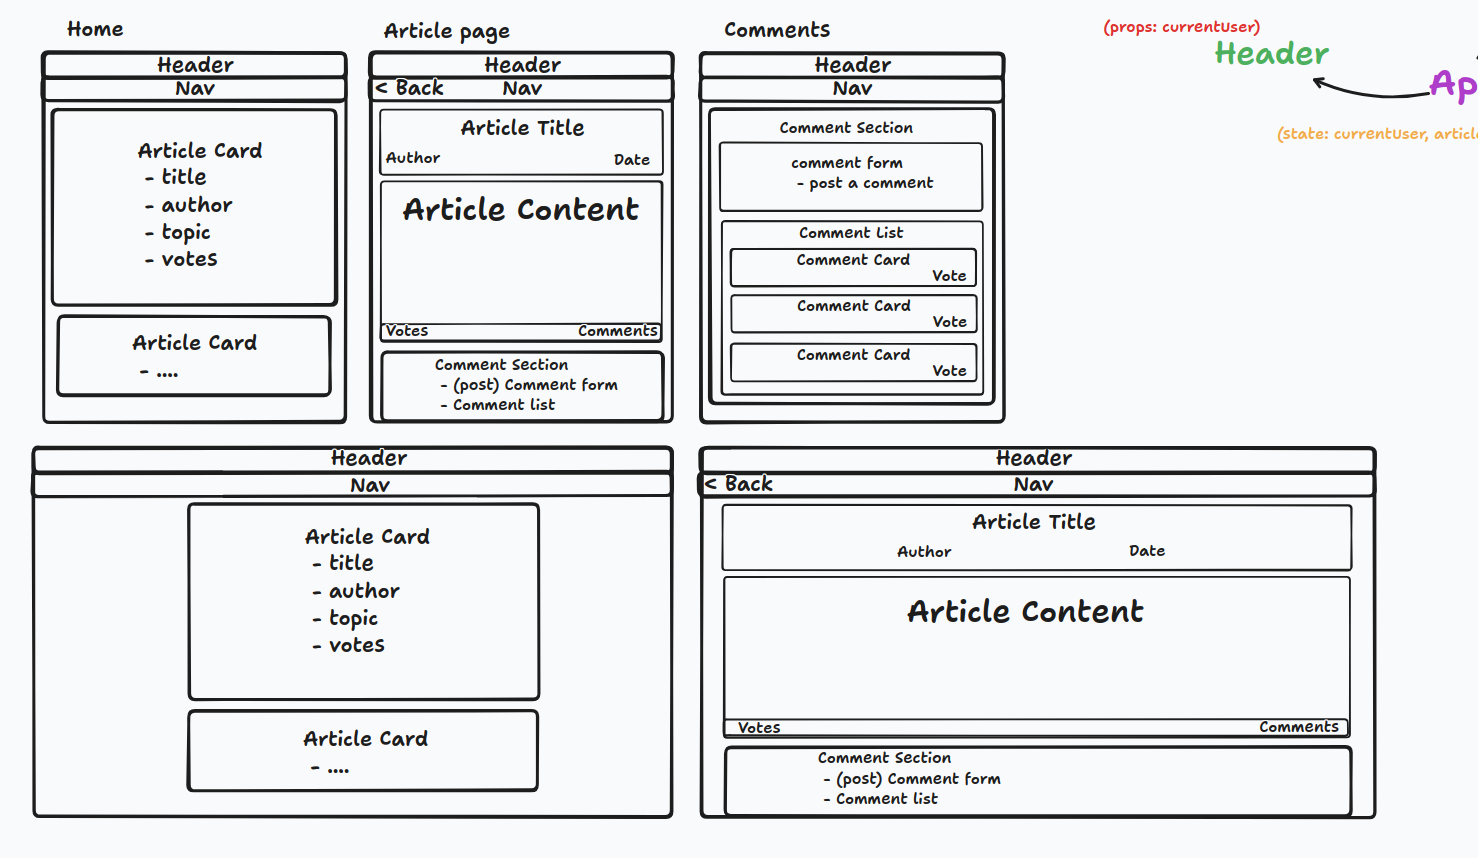 Home
Header
Nav
Article Card
- title
- author
- topic
- votes
Article Card
- ....
Article page
Header
< Back Nav
Article Title
Author Date
Article Content
Votes Comments
Comment Section
- (post) Comment form
- Comment list
Comments
Header
Nav
Comment Section
comment form
- post a comment
Comment List
Comment Card
Vote
Comment Card
Vote
Comment Card
Vote
(props: currentUser)
Header
Ap
(state: currentUser, article
Header
Nav
Article Card
- title
- author
- topic
- votes
Article Card
- ....
Header
< Back Nav
Article Title
Author Date
Article Content
Votes Comments
Comment Section
- (post) Comment form
- Comment list